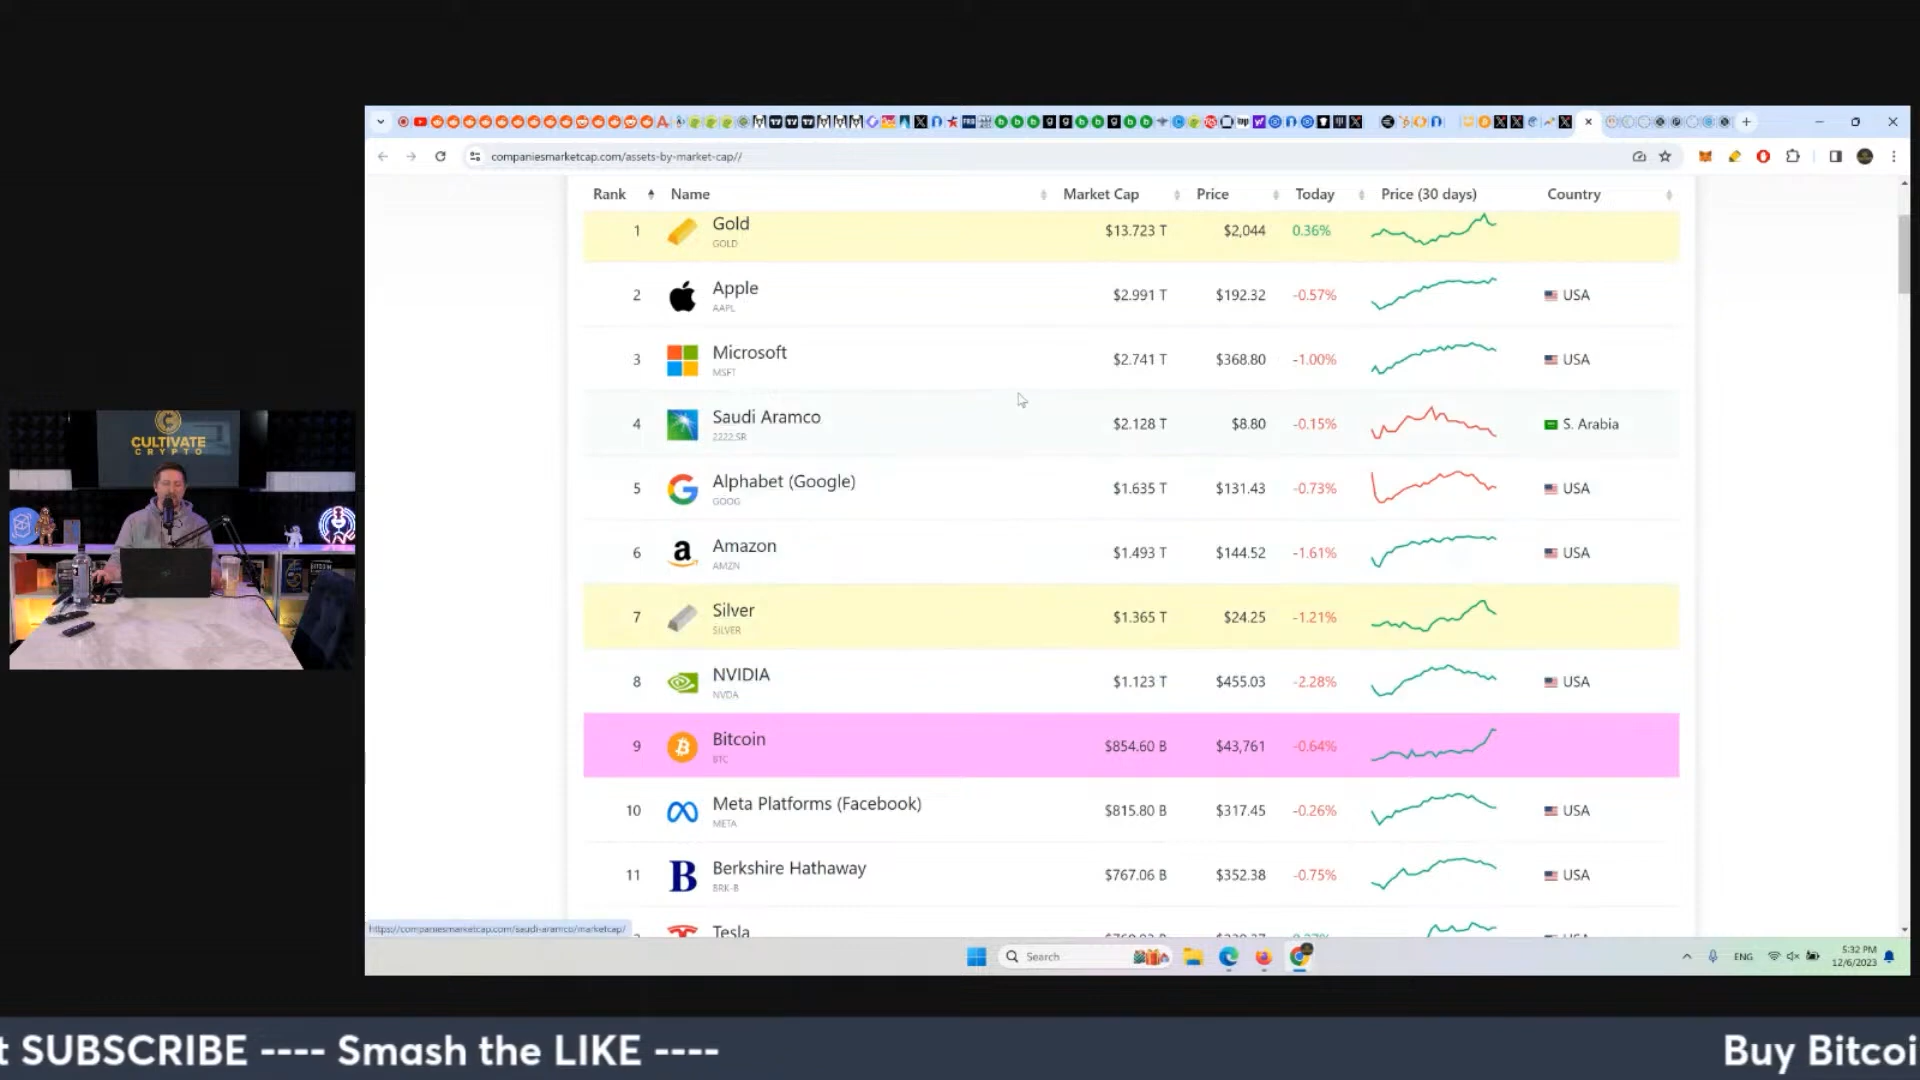 companiesmarketcap.com/assets-by-market-cap//
Rank Name Market Cap Price Today Price (30 days) Country
1 Gold $13.723 T $2,044 0.36%
GOLD
2 Apple $2.991 T $192.32 -0.57% USA
AAPL
3 Microsoft $2.741 T $368.80 -1.00% USA
MSFT
4 Saudi Aramco $2.128 T $8.80 -0.15% S. Arabia
2222.SR
5 Alphabet (Google) $1.635 T $131.43 -0.73% USA
GOOG
6 Amazon $1.493 T $144.52 -1.61% USA
AMZN
7 Silver $1.365 T $24.25 -1.21%
SILVER
8 NVIDIA $1.123 T $455.03 -2.28% USA
NVDA
9 Bitcoin $854.60 B $43,761 -0.64%
BTC
10 Meta Platforms (Facebook) $815.80 B $317.45 -0.26% USA
META
11 Berkshire Hathaway $767.06 B $352.38 -0.75% USA
BRK-B
Tesla
https://companiesmarketcap.com/saudi-aramco/marketcap/
Search
ENG
5:32 PM
12/6/2023
CULTIVATE
CRYPTO
t SUBSCRIBE ---- Smash the LIKE ---- Buy Bitcoi